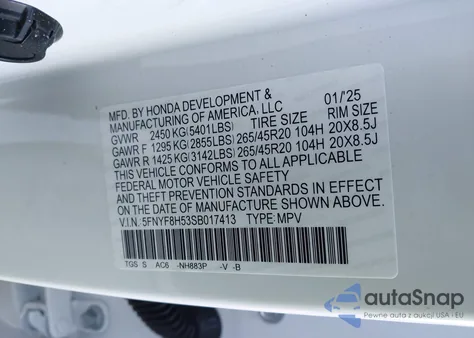 MFD. BY HONDA DEVELOPMENT & 01/'25
MANUFACTURING OF AMERICA, LLC
GVWR 2450 KG(5401LBS) TIRE SIZE RIM SIZE
GAWR F 1295 KG(2855LBS) 265/45R20 104H 20X8.5J
GAWR R 1425 KG(3142LBS) 265/45R20 104H 20X8.5J
THIS VEHICLE CONFORMS TO ALL APPLICABLE
FEDERAL MOTOR VEHICLE SAFETY
AND THEFT PREVENTION STANDARDS IN EFFECT
ON THE DATE OF MANUFACTURE SHOWN ABOVE.
V.I.N. 5FNYF8H53SB017413 TYPE: MPV
TGS S AC6 -NH883P -V -B
autoSnap
Pewne auta z ubezpieczalni USA · EU